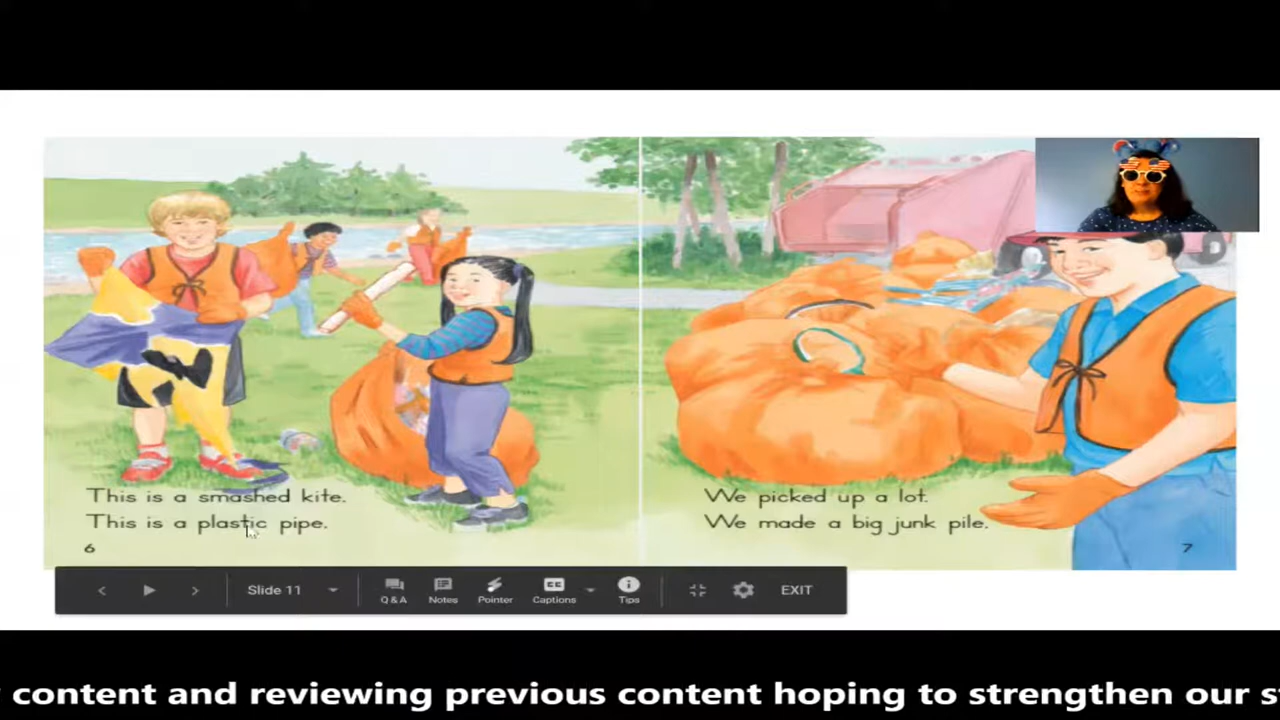 This is a smashed kite.
This is a plastic pipe.
6
We picked up a lot.
We made a big junk pile.
7
Slide 11
Q & A
Notes
Pointer
Captions
Tips
EXIT
content and reviewing previous content hoping to strengthen our